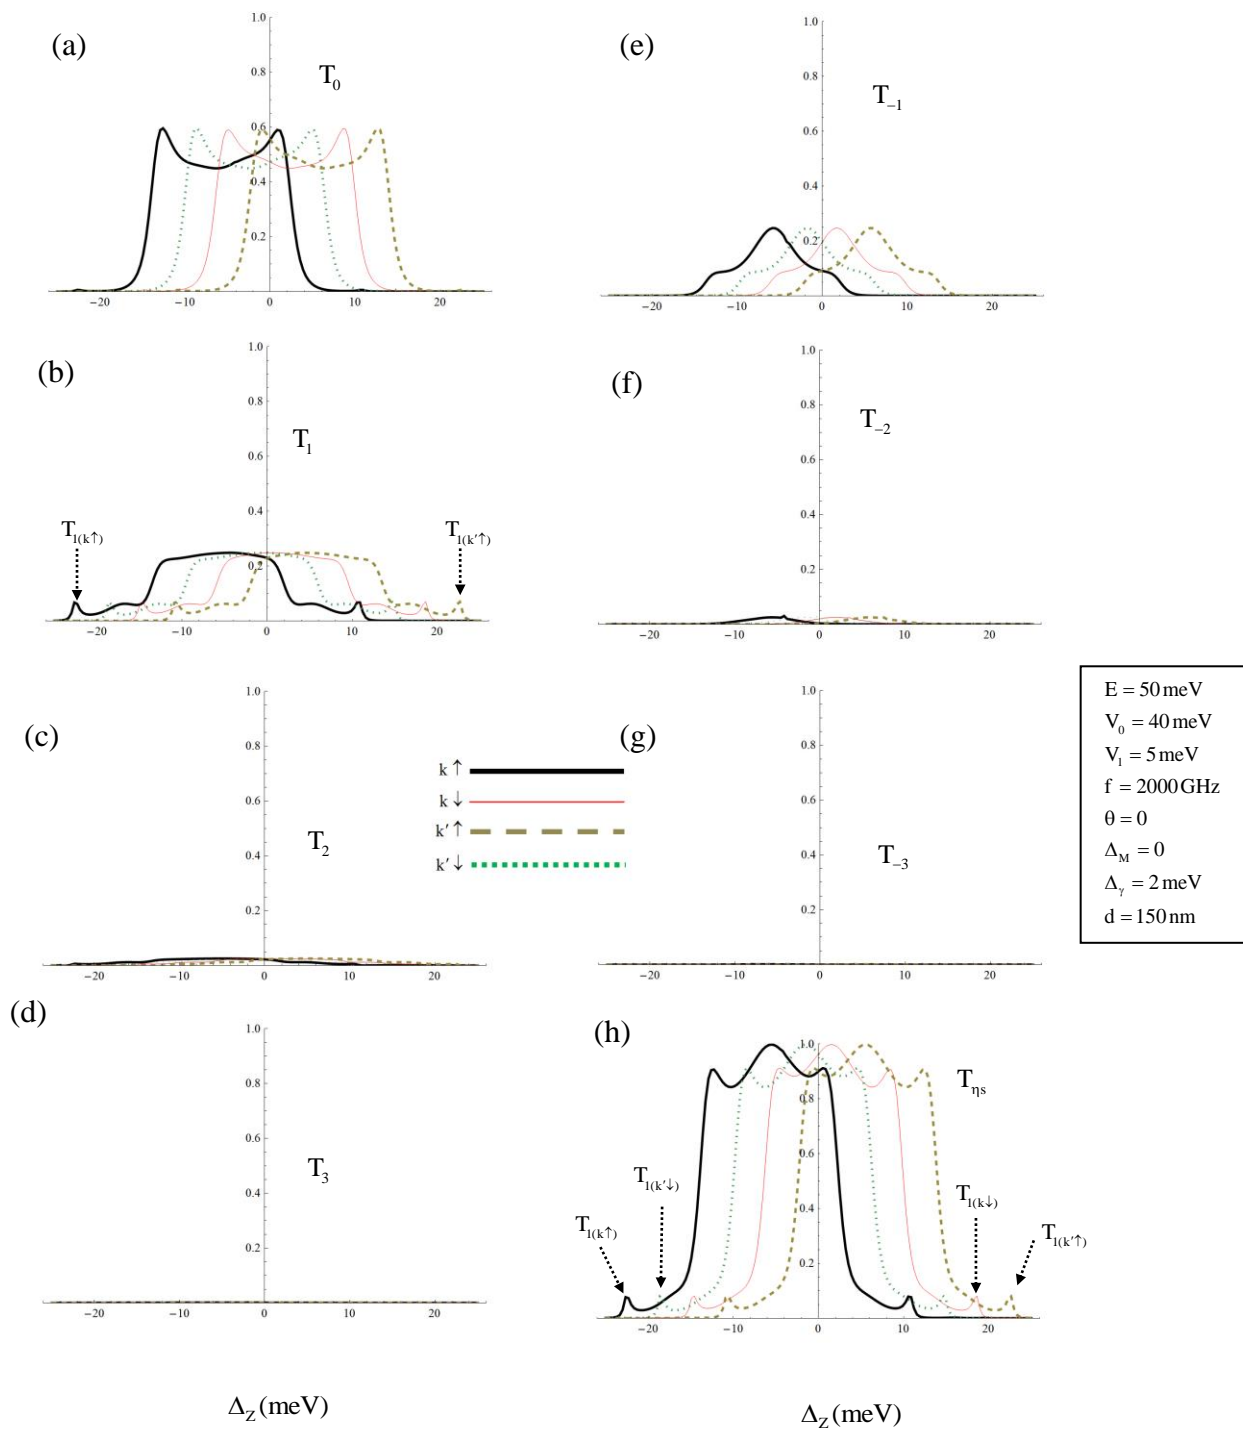 (a)
T₀
1.0
0.8
0.6
0.4
0.2
−20 −10 0 10 20
(e)
T₋₁
1.0
0.8
0.6
0.4
0.2
−20 −10 0 10 20
(b)
T₁
T₁(k↑)
T₁(k′↑)
1.0
0.8
0.6
0.4
0.2
−20 −10 0 10 20
(f)
T₋₂
1.0
0.8
0.6
0.4
0.2
−20 −10 0 10 20
(c)
T₂
1.0
0.8
0.6
0.4
0.2
−20 −10 0 10 20
k ↑
k ↓
k′ ↑
k′ ↓
(g)
T₋₃
1.0
0.8
0.6
0.4
0.2
−20 −10 0 10 20
E = 50 meV
V₀ = 40 meV
V₁ = 5 meV
f = 2000 GHz
θ = 0
Δ_M = 0
Δ_γ = 2 meV
d = 150 nm
(d)
T₃
1.0
0.8
0.6
0.4
0.2
−20 −10 0 10 20
(h)
T_ηs
T₁(k′↓)
T₁(k↑)
T₁(k↓)
T₁(k′↑)
1.0
0.8
0.6
0.4
0.2
−20 −10 0 10 20
Δ_Z (meV)
Δ_Z (meV)